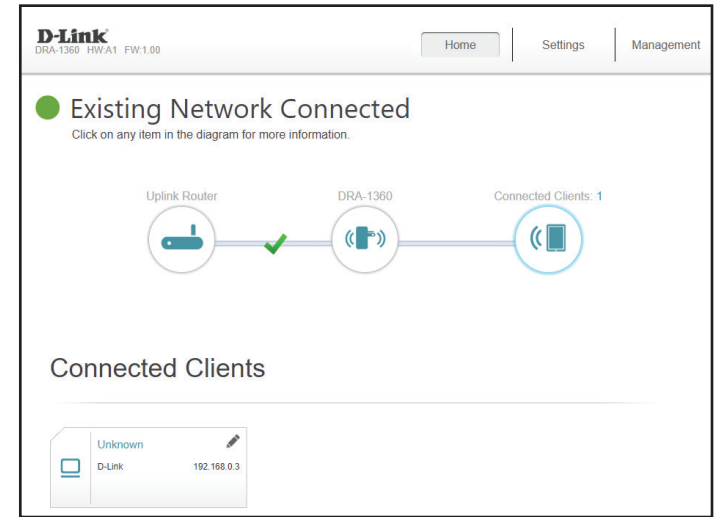 D-Link
DRA-1360 HW:A1 FW:1.00
Home
Settings
Management
Existing Network Connected
Click on any item in the diagram for more information.
Uplink Router
DRA-1360
Connected Clients: 1
Connected Clients
Unknown
D-Link 192.168.0.3